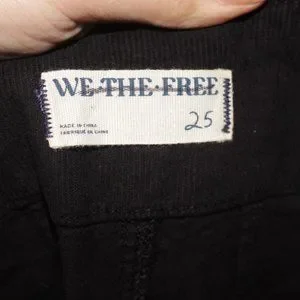 WE·THE·FREE
MADE IN CHINA
FABRIQUÉ EN CHINE
25